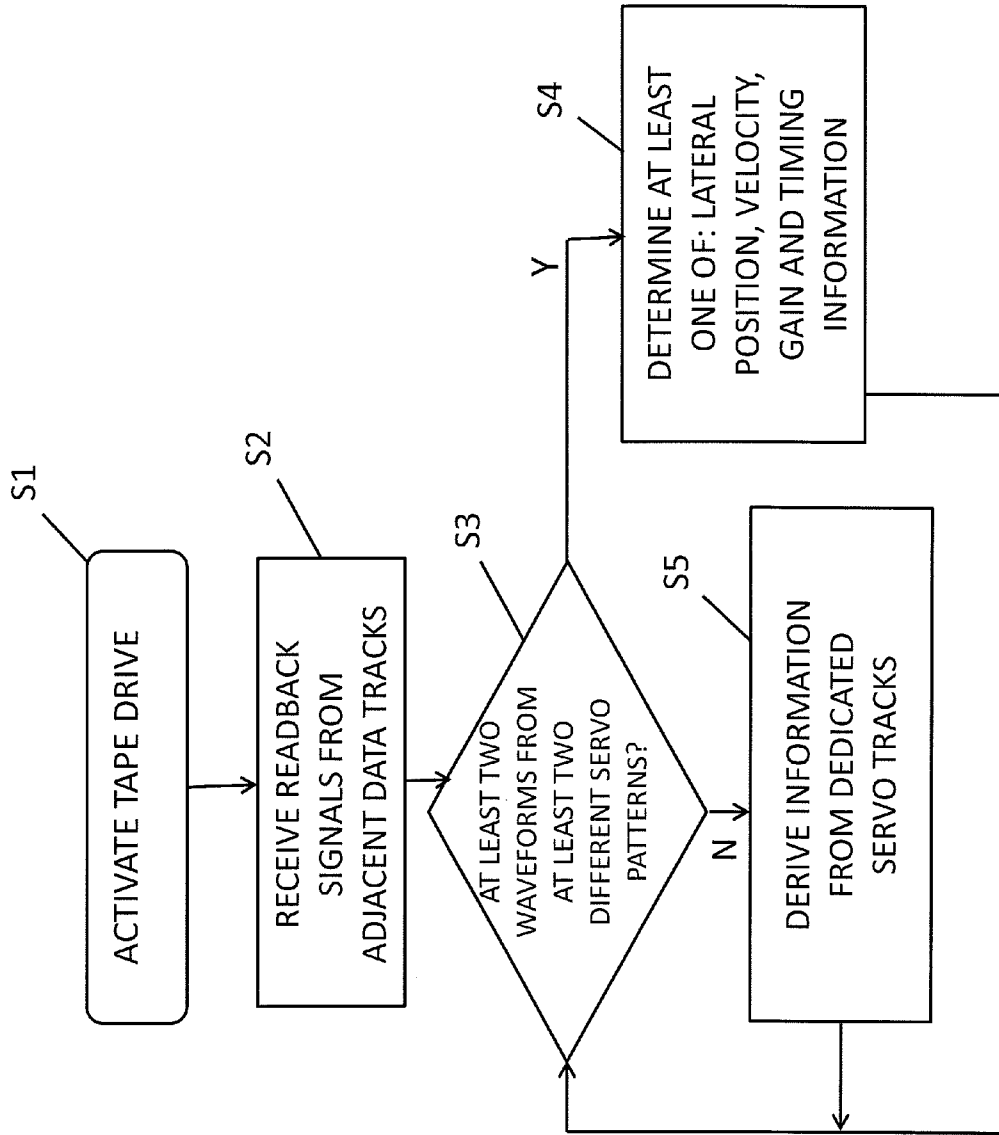 S1
ACTIVATE TAPE DRIVE
S2
RECEIVE READBACK
SIGNALS FROM
ADJACENT DATA TRACKS
S3
AT LEAST TWO
WAVEFORMS FROM
AT LEAST TWO
DIFFERENT SERVO
PATTERNS?
Y
N
S4
DETERMINE AT LEAST
ONE OF: LATERAL
POSITION, VELOCITY,
GAIN AND TIMING
INFORMATION
S5
DERIVE INFORMATION
FROM DEDICATED
SERVO TRACKS